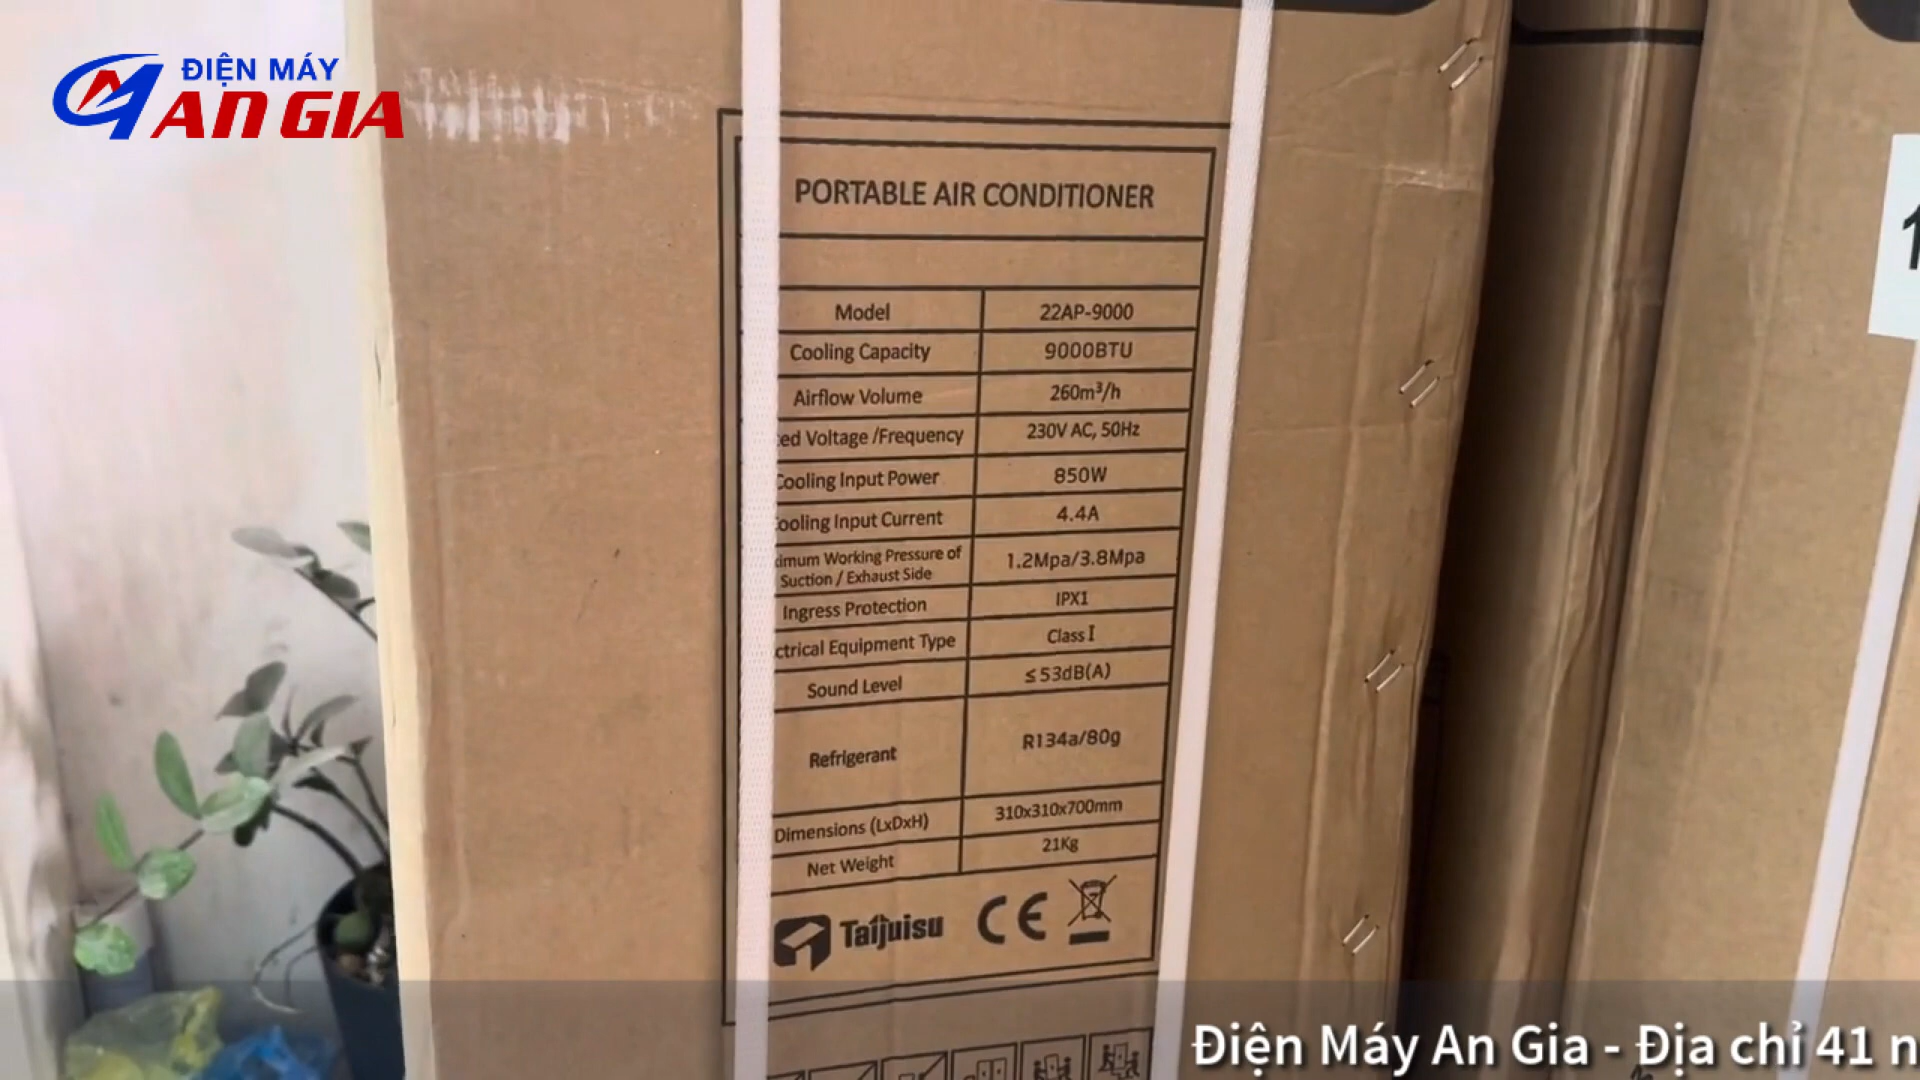 ĐIỆN MÁY
AN GIA
PORTABLE AIR CONDITIONER
Model 22AP-9000
Cooling Capacity 9000BTU
Airflow Volume 260m³/h
ed Voltage /Frequency 230V AC, 50Hz
Cooling Input Power 850W
ooling Input Current 4.4A
imum Working Pressure of
Suction / Exhaust Side 1.2Mpa/3.8Mpa
Ingress Protection IPX1
ctrical Equipment Type Class I
Sound Level ≤53dB(A)
Refrigerant R134a/80g
Dimensions (LxDxH) 310x310x700mm
Net Weight 21Kg
Taijuisu CE
Điện Máy An Gia - Địa chỉ 41 n